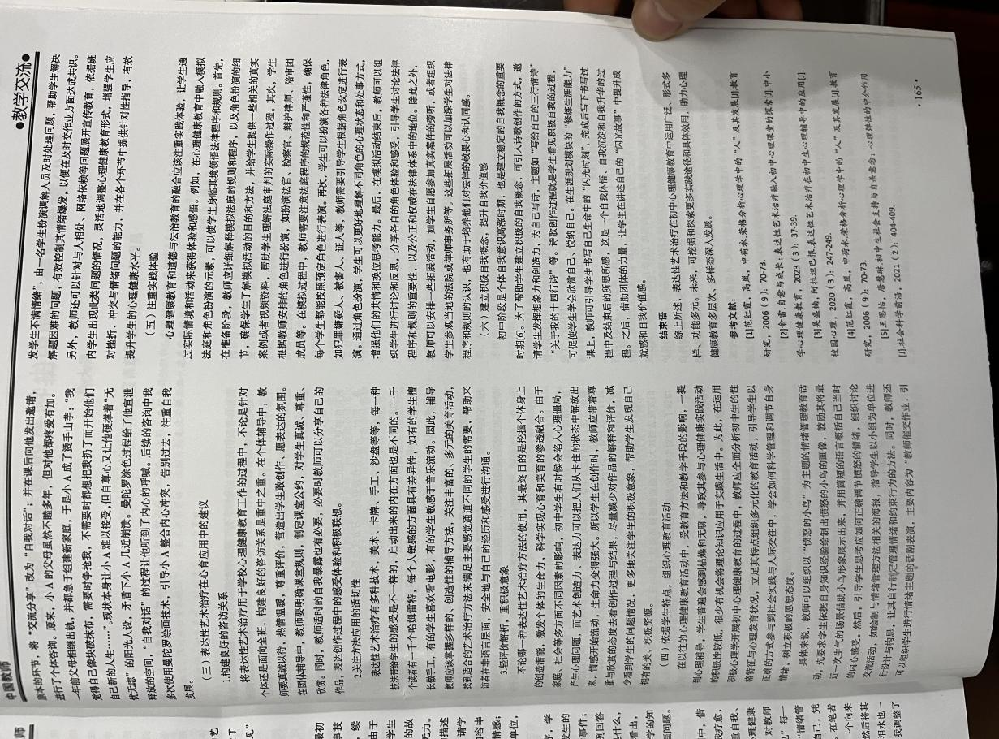 中国教师
●教学交流●
原本的环节，将“交流分享”改为“自我对话”；并在课后向他发出邀请，
进行了个体咨询。原来，小A的父母虽然不睦多年，但对他都疼爱有加。
一年前父母相继出轨，并都急于组建新家庭，于是小A成了烫手山芋：“我
觉得自己像块破抹布，需要时争抢我，不需要时都想把我扔了而开始他们
自己新的人生……”。现状本身让小A难以接受，但自尊心又让他硬撑着“无
忧无虑”的阳光人设，矛盾下小A几近崩溃。曼陀罗涂色过程给了他宣泄
释放的空间，“自我对话”的过程让他听到了内心的呼喊。后续的咨询中我
多次使用曼陀罗绘画技术，引导小A整合内心冲突，告别过去，注重自我
发展。
（三）表达性艺术治疗在心育应用中的建议
1.构建良好的咨访关系
将表达性艺术治疗用于学校心理健康教育工作的过程中，不论是针对
个体还是面向全班，构建良好的咨访关系是重中之重。在个体辅导中，教
师要真诚以待，热情温暖，尊重评价，营造出学生敢创作、愿表达的氛围。
在团体辅导中，教师要明确课堂规则，制定课堂公约，对学生真诚、尊重、
欣赏。同时，教师适时的自我暴露也有必要，必要时教师可以分享自己的
作品，表达创作过程中的感受体验和积极联想。
2.关注方法应用的适切性
表达性艺术治疗有多种技术，美术、卡牌、手工、沙盘等等，每一种
技带给学生的感受是不一样的，启动出来的内在方面也是不同的。一千
个读者有一千个哈姆雷特，每个人敏感的方面具有差异性，如有的学生擅
长做手工，有的学生喜欢看电影，有的学生敏感于音乐流动。因此，辅导
教师应该掌握多样的、创造性的辅导方法，关注丰富的、多元的美育活动，
找到适合的艺术治疗方法来满足主要感觉通道不同的学生的需要，帮助来
访者在非语言层面，安全地与自己的经历和感受进行沟通。
3.轻评价解析，重积极意象
不论哪一种表达性艺术治疗方法的使用，其最终目的是挖掘个体身上
的创造潜能，激发个体的生命力，科学实现心育和美育的渗透融合。由于
家庭、社会等多方面不同因素的影响，初中学生有时候会陷入心理僵局，
产生心理问题，而艺术创造力、表达力可以把人们从卡住的状态中解放出
来，情感开始流动，生命力变得强大。所以学生在创作时，教师应带着尊
重与欣赏的态度去看创作过程与结果，尽量减少对作品的解释和评价，减
少看到学生的问题情况，更多地关注学生的积极意象，帮助学生发现自己
拥有的美、积极资源。
（四）依据学生特点，组织心理教育活动
在以往的心理健康教育活动中，受教育方法和教学手段的影响，一提
到心理辅导，学生普遍会感到枯燥和无聊，导致其参与心理健康实践活动
的积极性较低，很少有机会将理论知识应用于实践生活中。为此，在运用
积极心理学开展初中心理健康教育的过程中，教师应在全面分析初中生的性
格特征与心理发育状况，立足其特点组织多元化的教育活动，引导学生以
正确的方式参与到社会实践与人际交往中，学会如何科学管理和调节自身
情绪，树立积极的思想态度。
具体来说，教师可以组织以“愤怒的小鸟”为主题的情绪管理教育活
动，先要求学生依据自身知识经验绘制出愤怒的小鸟的画像，鼓励其将最
近一次生气的场景借助小鸟形象展示出来，并用简短的语言概括自己当时
的内心感受。然后，引导学生思考应该如何正确调节愤怒的情绪，组织讨论
交流活动，如绘制与情绪管理方法相关的海报，指导学生以小组为单位进
行设计与构思，让其自行制定管理情绪和约束行为的方法。同时，教师还
可以组织学生进行情绪主题的话剧表演，主要内容为“教师催交作业，引
发学生不满情绪”，由一名学生扮演调解人员及时处理问题，帮助学生解决
解题困难的问题，有效控制其情绪爆发，以便在及时交作业方面达成共识。
另外，教师还可以针对与人相处、网络依赖等问题展开宣传教育，依据班
内学生出现此类问题的情况，灵活地调整心理健康教育形式，增强学生应
对挫折、冲突与情绪问题的能力，并在各个环节中提供针对性指导，有效
提升学生的心理健康水平。
（五）注重实践体验
心理健康教育和道德与法治教育的融合应该注重实践体验，让学生通
过实际情境和活动来获得体验和感悟。例如，在心理健康教育中融入模拟
法庭和角色扮演的元素，可以使学生身临其境领悟法律程序和规则。首先，
在准备阶段，教师应详细解释模拟法庭的规则和程序，以及角色扮演的细
节，确保学生了解模拟活动的目的和方法，并给学生提供一些相关的真实
案例或者视频资料，帮助学生理解法庭审判的实际操作过程。其次，学生
根据教师安排的角色进行扮演，如扮演法官、检察官、辩护律师、陪审团
成员等。在模拟过程中，教师需要注意法庭程序的规范性和严谨性，确保
每个学生都能按照预定角色进行表演。再次，学生可以扮演各种法律角色，
如犯罪嫌疑人、被害人、证人等，教师需要引导学生根据角色设定进行表
演。通过角色扮演，学生可以更好地理解不同角色的心理状态和处事方式，
增强他们的共情和换位思考能力。最后，在模拟活动结束后，教师可以组
织学生进行讨论和反思，分享各自的角色体验和感受，引导学生讨论法律
程序和规则的重要性，以及公正和权威在法律体系中的地位。除此之外，
教师可以安排一些拓展活动，如学生自愿参加真实案件的旁听，或者组织
学生参观当地的法院或律师事务所等。这些拓展活动可以加深学生对法律
程序和规则的认识，也有助于培养他们对法律的敬畏心和认同感。
（六）建立积极自我概念，提升自我价值感
初中阶段是个体自我意识高涨时期，也是建立稳定的自我概念的重要
时期[6]。为了帮助学生建立积极的自我概念，可引入诗歌创作的方式，邀
请学生发挥想象力和创造力，为自己写诗，主题如“写给自己的三行情诗”
“关于我的十四行诗”等。诗歌创作过程就是学生看见积极自我的过程，
可促使学生学会欣赏自己、悦纳自己。在生涯规划模块的“修炼生涯能力”
课上，教师可引导学生书写自己生命中的“闪光时刻”，完成后写下书写过
程中及结束后的所思所感，这是一个自我体悟、自我沉淀和自我升华的过
程。之后，借助团体的力量，让学生在讲述自己的“闪光故事”中提升成
就感和自我价值感。
结束语
综上所述，表达性艺术治疗在初中心理健康教育中运用广泛、形式多
样、功能多元。未来，可挖掘和探索更多实践途径和具体效用，助力心理
健康教育多层次、多样态深入发展。
参考文献：
[1]范红霞，高岚，申荷永.荣格分析心理学中的“人”及其发展[J].教育
研究，2006（9）：70-73.
[2]俞雷.自愈与成长：表达性艺术治疗融入初中心理课堂的探索[J].中小
学心理健康教育，2023（3）：37-39.
[3]吴盎楠，阿拉坦巴根.表达性艺术治疗在初中生心理辅导中的应用[J].
校园心理，2020（3）：247-249.
[4]范红霞，高岚，申荷永.荣格分析心理学中的“人”及其发展[J].教育
研究，2006（9）：70-73.
[5]王思怡，唐慧琳.初中生社会支持与自杀意念：心理弹性的中介作用
[J].社会科学前沿，2021（2）：404-409.
·165·